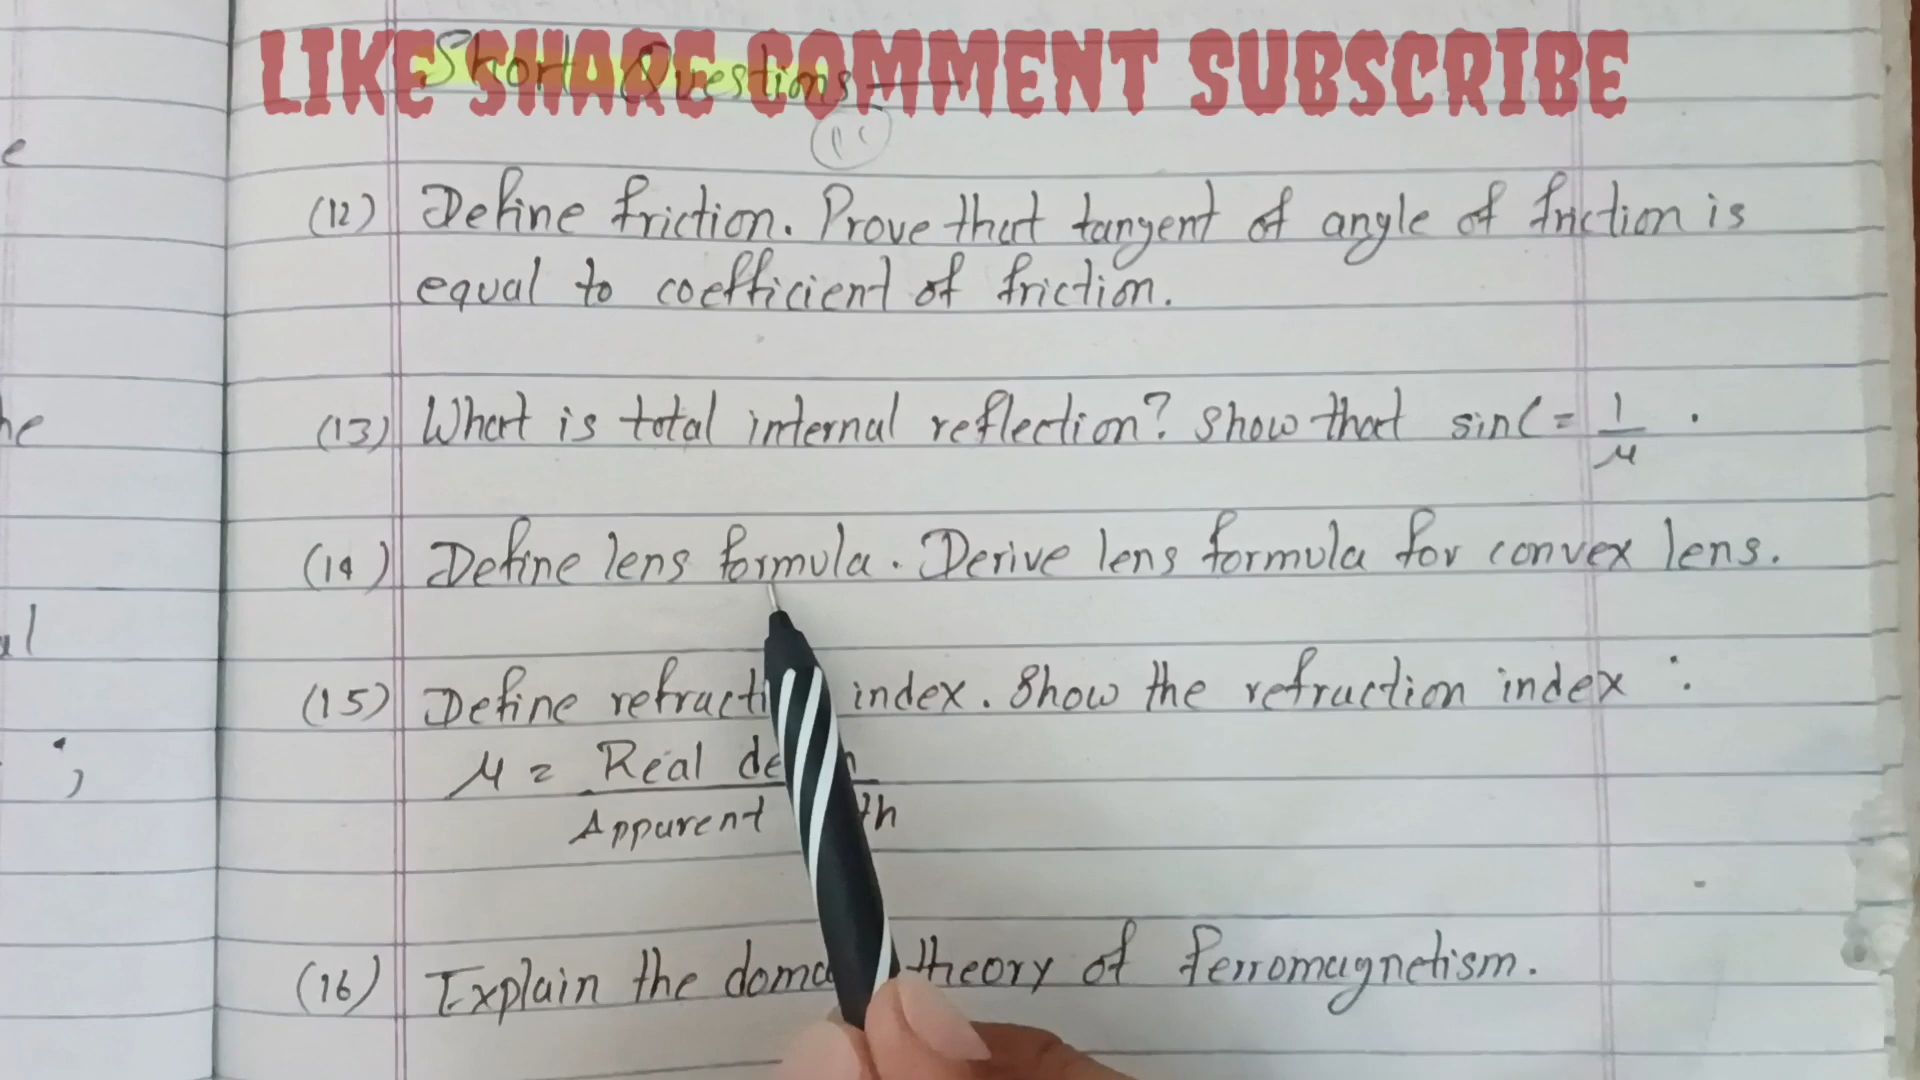 LIKE SHARE COMMENT SUBSCRIBE
Short Questions
(12) Define friction. Prove that tangent of angle of friction is
equal to coefficient of friction.
(13) What is total internal reflection? Show that sinC = 1/μ .
(14) Define lens formula. Derive lens formula for convex lens.
(15) Define refracti index. Show the refraction index :
μ = Real de h
Apparent th
(16) Explain the doma theory of ferromagnetism.